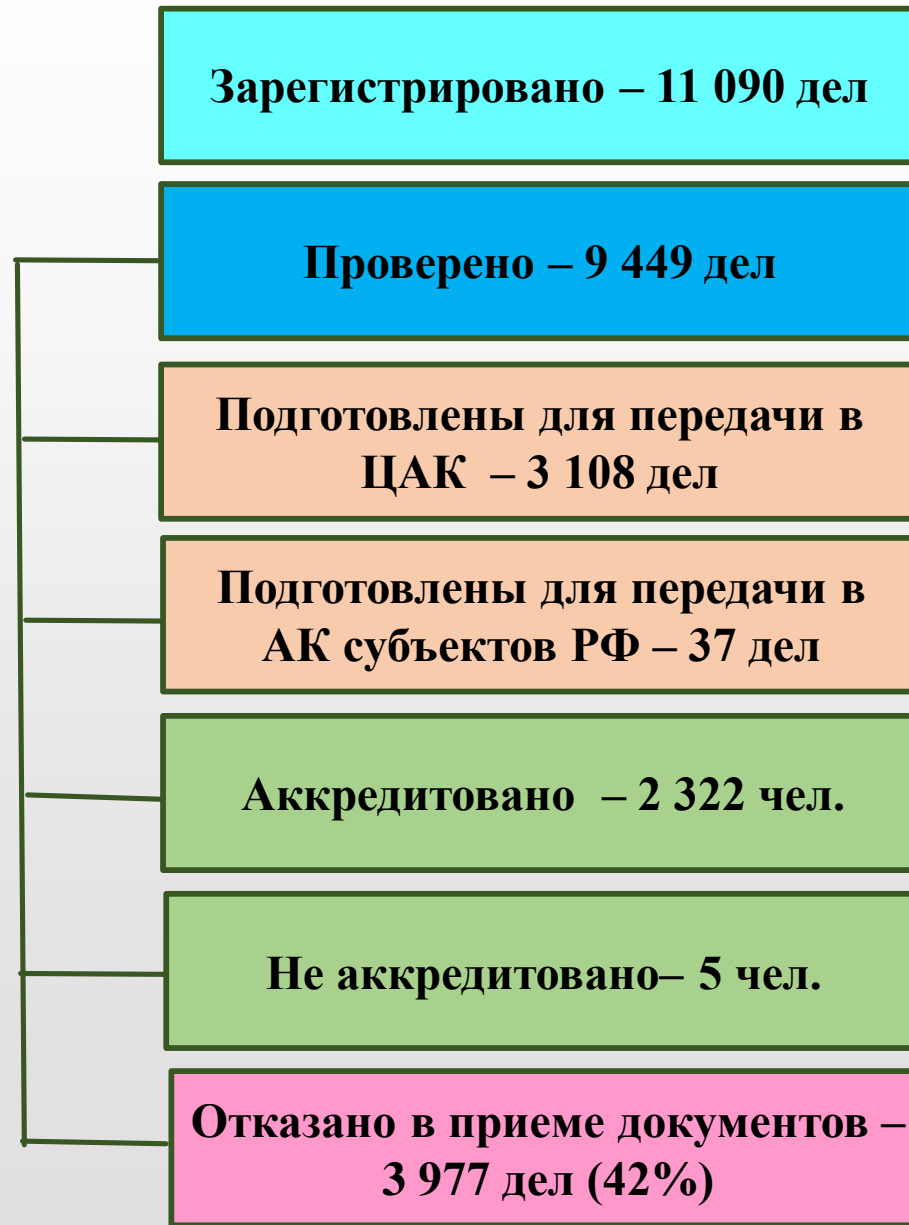 Зарегистрировано – 11 090 дел
Проверено – 9 449 дел
Подготовлены для передачи в
ЦАК – 3 108 дел
Подготовлены для передачи в
АК субъектов РФ – 37 дел
Аккредитовано – 2 322 чел.
Не аккредитовано– 5 чел.
Отказано в приеме документов –
3 977 дел (42%)